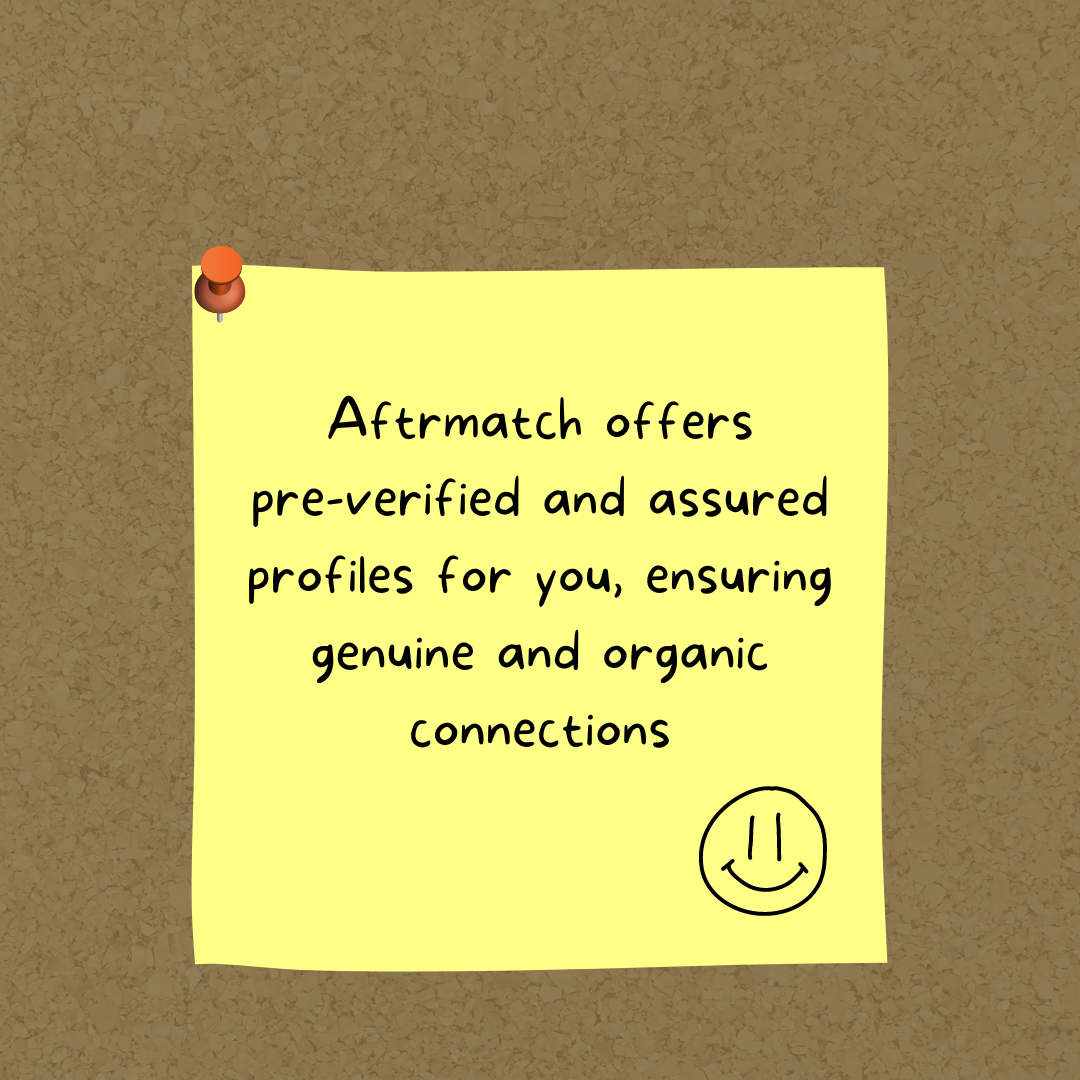 Aftrmatch offers
pre-verified and assured
profiles for you, ensuring
genuine and organic
connections